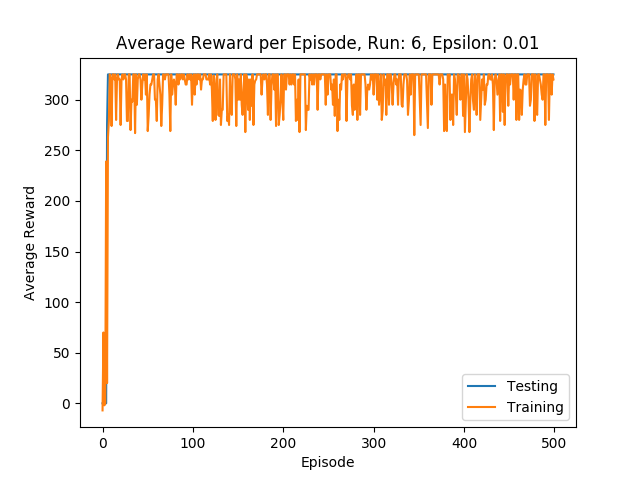 Average Reward per Episode, Run: 6, Epsilon: 0.01
300
250
200
150
100
50
0
Average Reward
0 100 200 300 400 500
Episode
Testing
Training